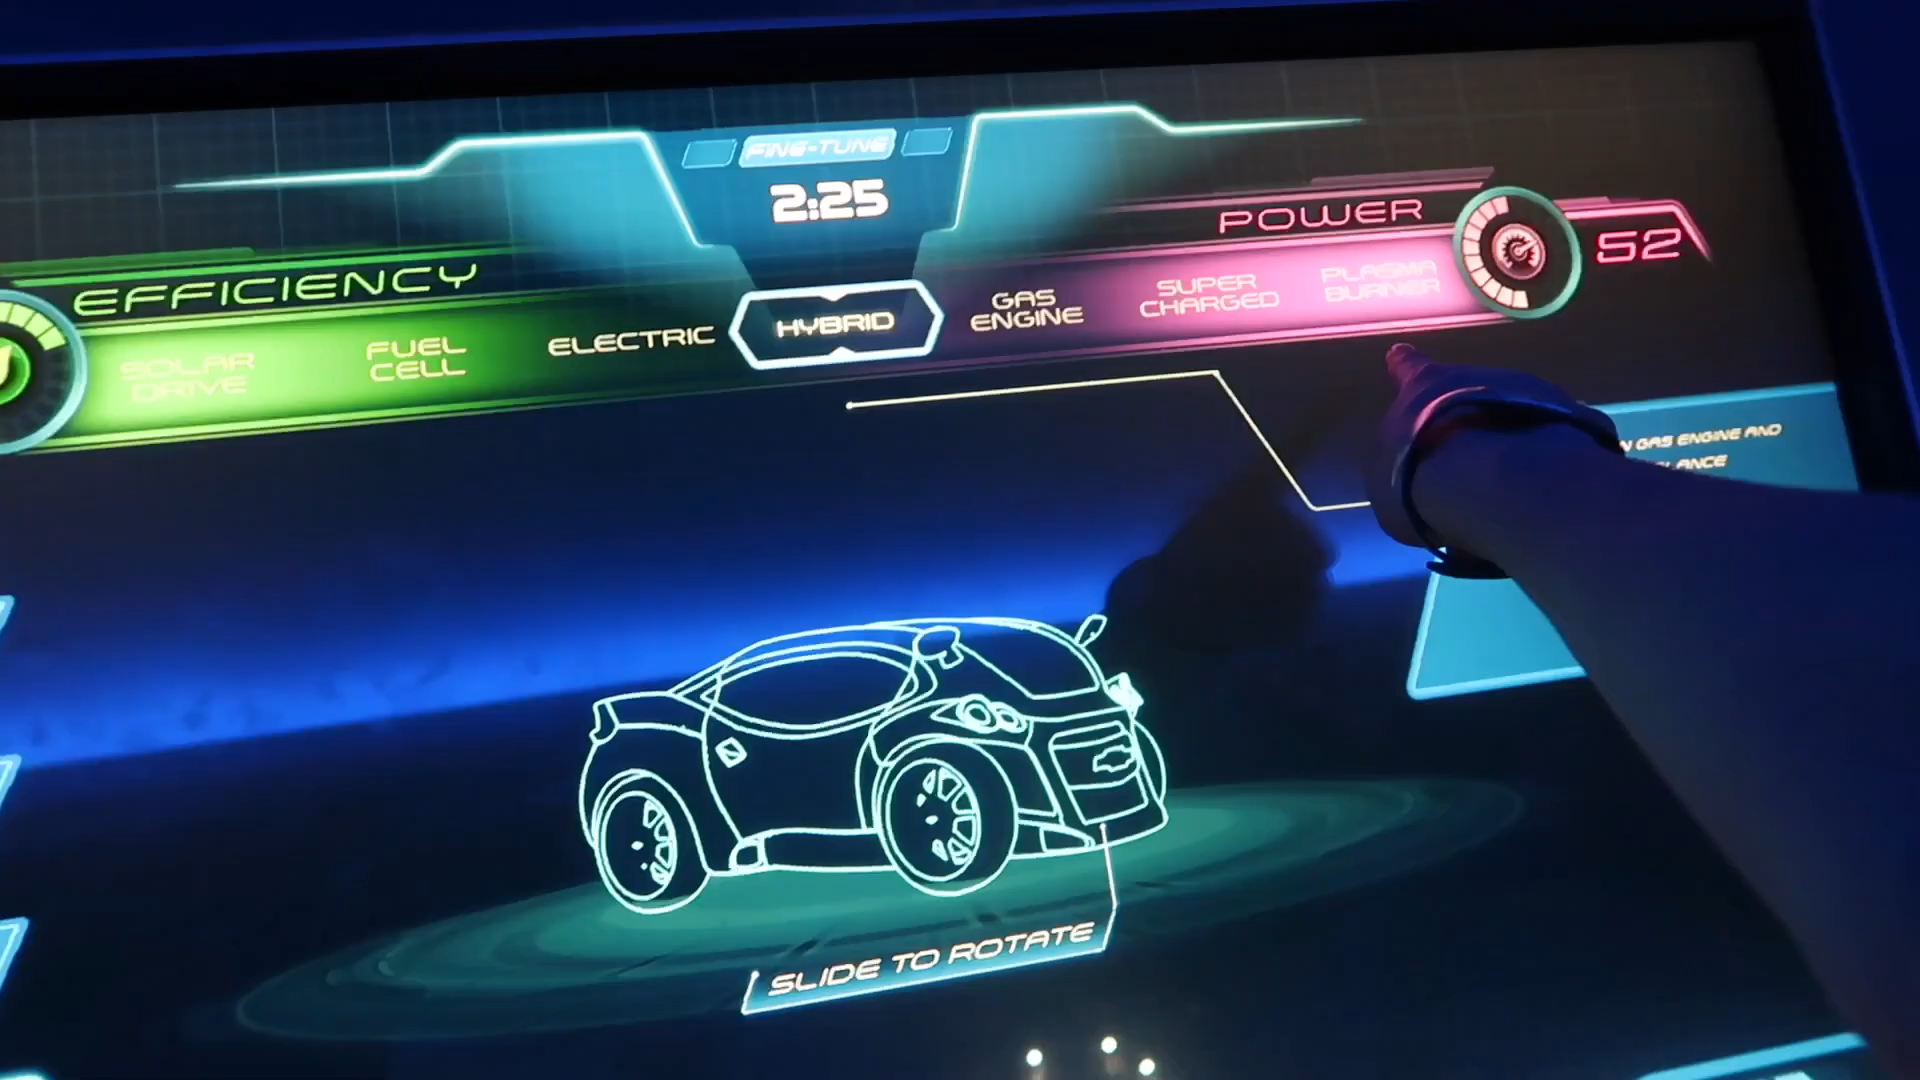 FINE-TUNE
2:25
POWER
52
EFFICIENCY
SOLAR
DRIVE
FUEL
CELL
ELECTRIC
HYBRID
GAS
ENGINE
SUPER
CHARGED
PLASMA
BURNER
GAS ENGINE AND
SLIDE TO ROTATE